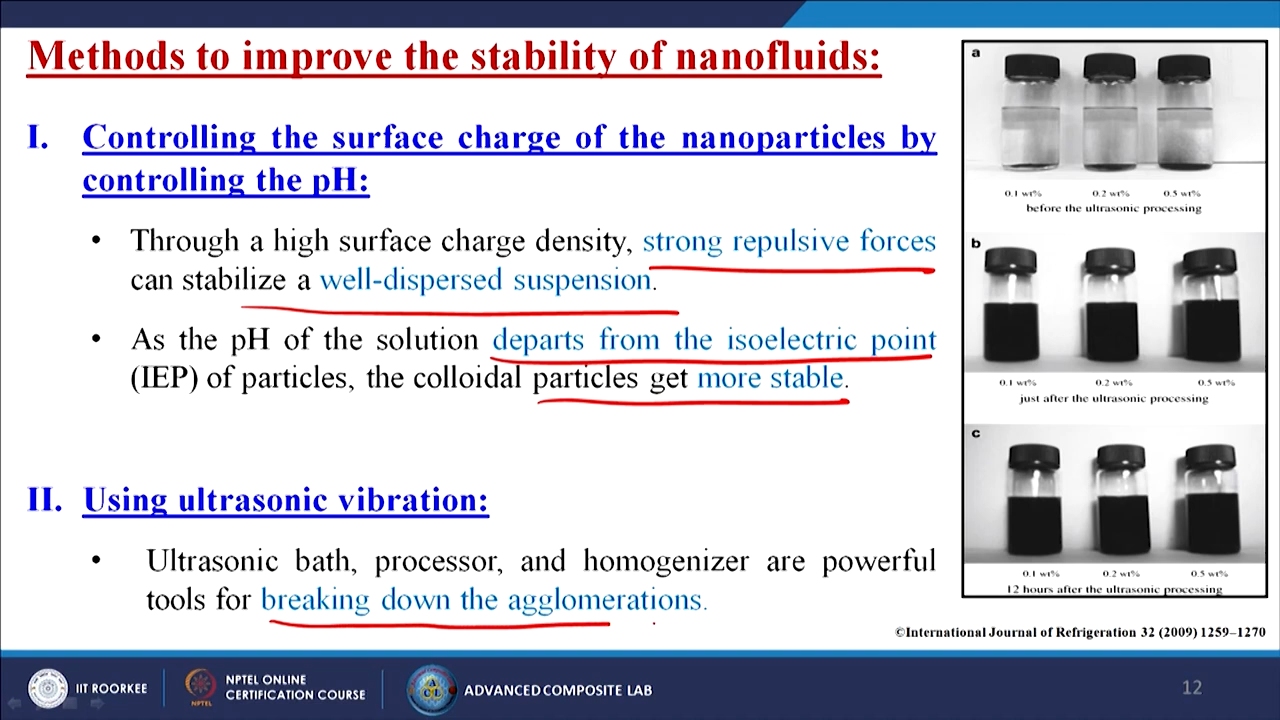 Methods to improve the stability of nanofluids:
I. Controlling the surface charge of the nanoparticles by
controlling the pH:
• Through a high surface charge density, strong repulsive forces
can stabilize a well-dispersed suspension.
• As the pH of the solution departs from the isoelectric point
(IEP) of particles, the colloidal particles get more stable.
II. Using ultrasonic vibration:
• Ultrasonic bath, processor, and homogenizer are powerful
tools for breaking down the agglomerations.
a
0.1 wt% 0.2 wt% 0.5 wt%
before the ultrasonic processing
b
0.1 wt% 0.2 wt% 0.5 wt%
just after the ultrasonic processing
c
0.1 wt% 0.2 wt% 0.5 wt%
12 hours after the ultrasonic processing
©International Journal of Refrigeration 32 (2009) 1259–1270
IIT ROORKEE
NPTEL
NPTEL ONLINE
CERTIFICATION COURSE
ACL
ADVANCED COMPOSITE LAB
12